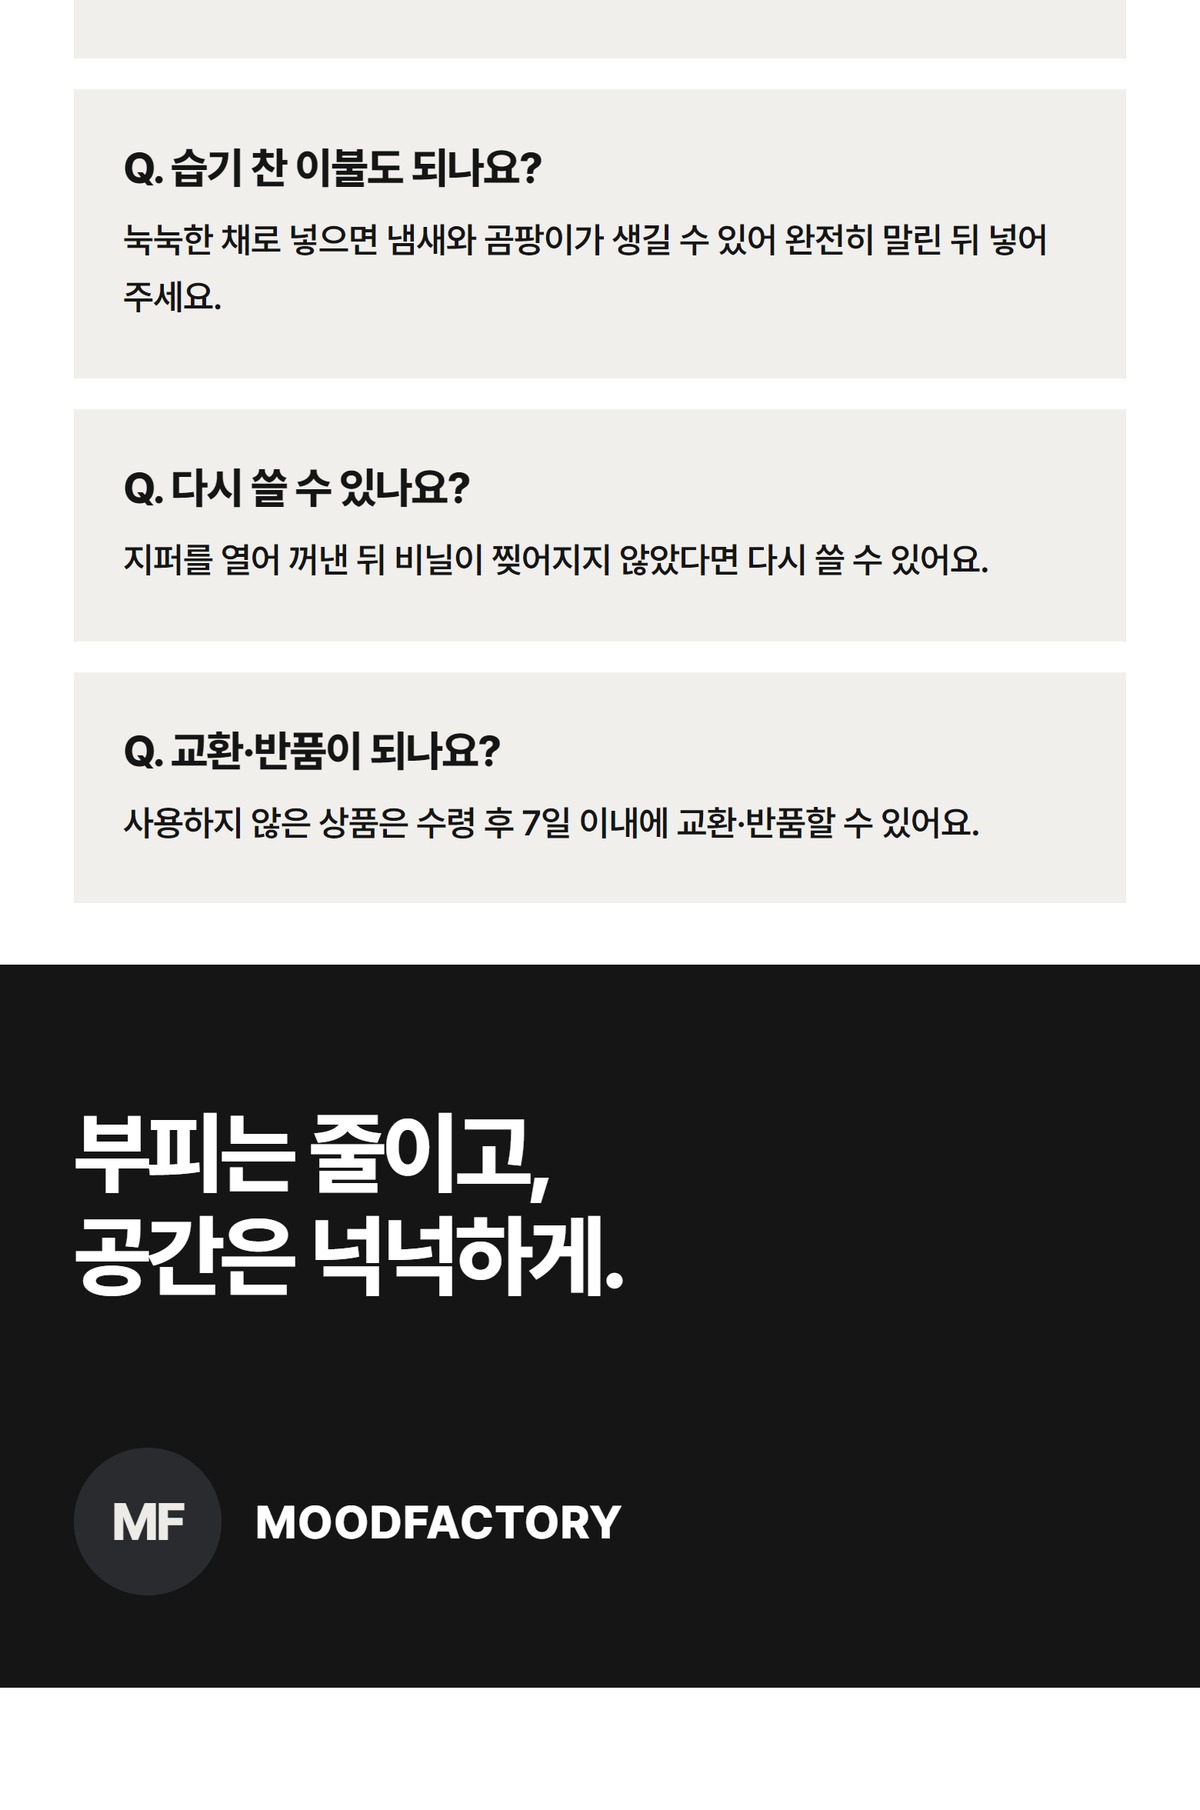 Q. 습기 찬 이불도 되나요?
눅눅한 채로 넣으면 냄새와 곰팡이가 생길 수 있어 완전히 말린 뒤 넣어
주세요.
Q. 다시 쓸 수 있나요?
지퍼를 열어 꺼낸 뒤 비닐이 찢어지지 않았다면 다시 쓸 수 있어요.
Q. 교환·반품이 되나요?
사용하지 않은 상품은 수령 후 7일 이내에 교환·반품할 수 있어요.
부피는 줄이고,
공간은 넉넉하게.
MF MOODFACTORY